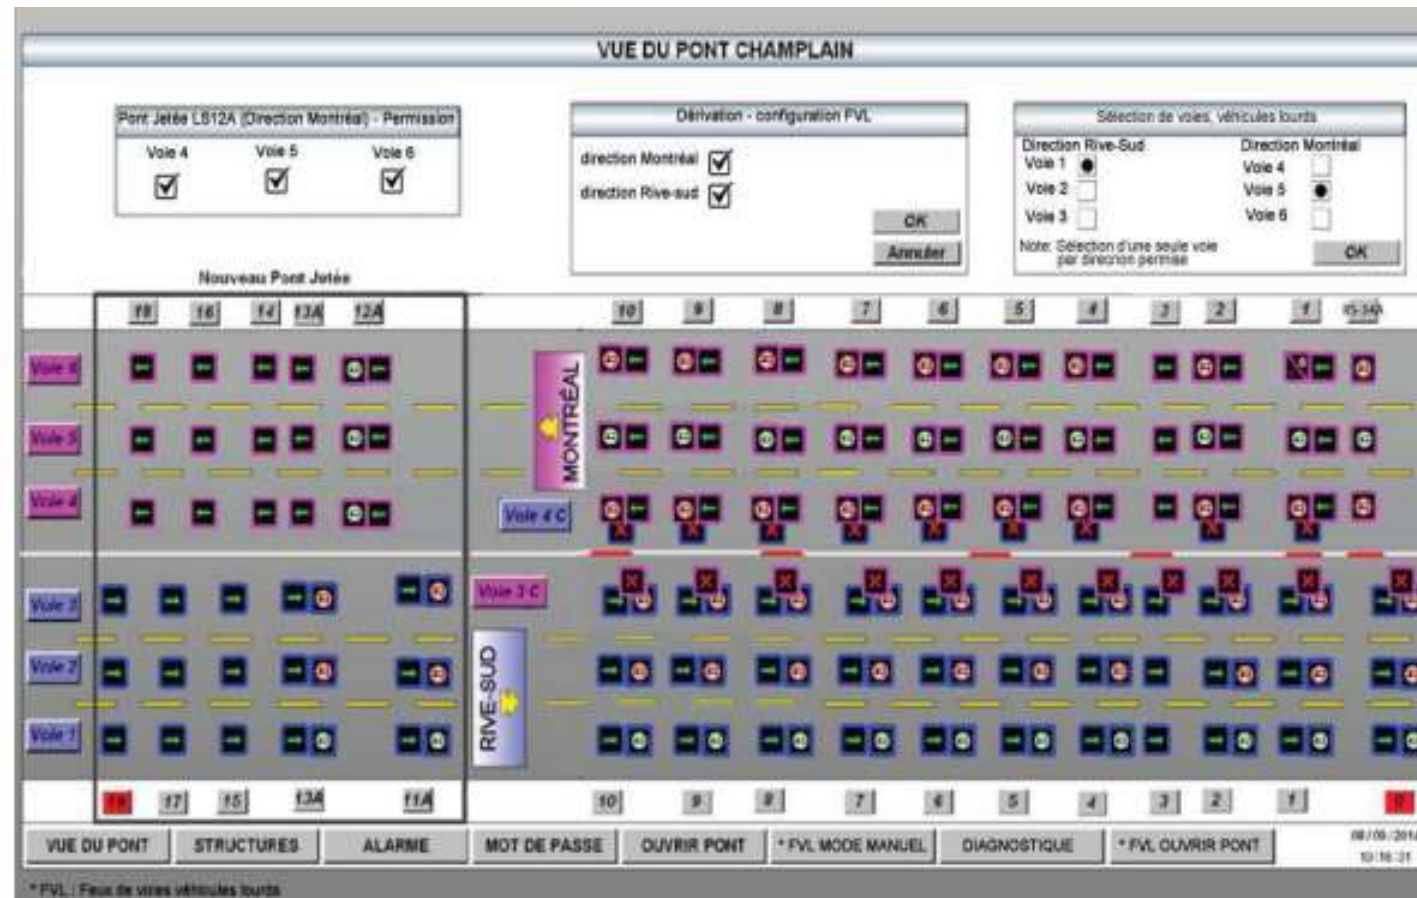 VUE DU PONT CHAMPLAIN
Pont Jetée LS12A (Direction Montréal) - Permission
Voie 4 Voie 5 Voie 6
Dérivation - configuration FVL
direction Montréal
direction Rive-sud
OK
Annuler
Sélection de voies, véhicules lourds
Direction Rive-Sud Direction Montréal
Voie 1 Voie 4
Voie 2 Voie 5
Voie 3 Voie 6
Note: Sélection d'une seule voie
par direcrion permise
OK
Nouveau Pont Jetée
18 16 14 13A 12A 10 9 8 7 6 5 4 3 2 1
Voie 6
MONTRÉAL
Voie 5
Voie 4
Voie 4 C
Voie 3
Voie 3 C
Voie 2
RIVE-SUD
Voie 1
17 15 13A 11A 10 9 8 7 6 5 4 3 2 1 0
VUE DU PONT STRUCTURES ALARME MOT DE PASSE OUVRIR PONT * FVL MODE MANUEL DIAGNOSTIQUE * FVL OUVRIR PONT
* FVL : Feux de voies véhicules lourds